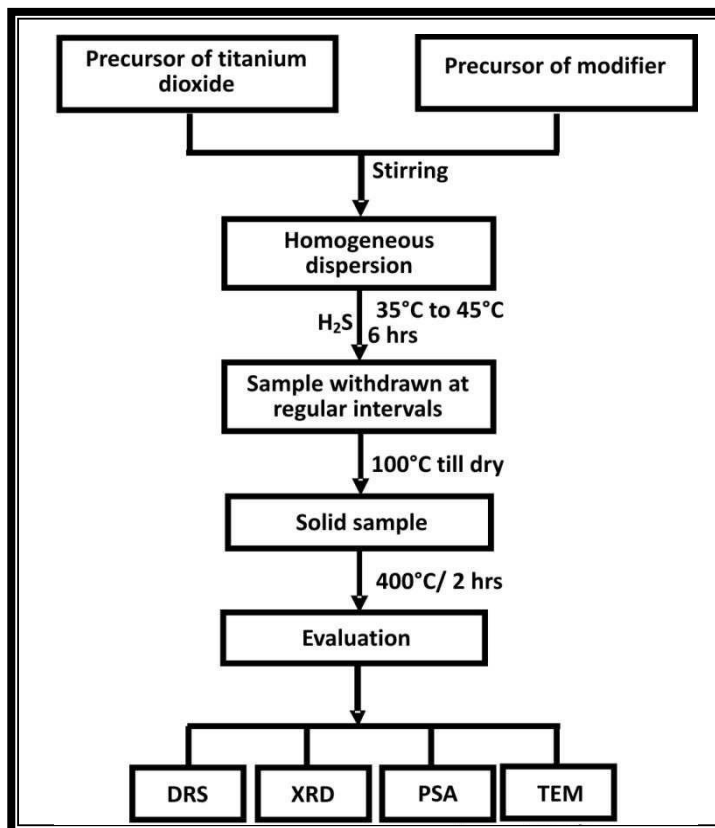 Precursor of titanium
dioxide
Precursor of modifier
Stirring
Homogeneous
dispersion
H₂S
35°C to 45°C
6 hrs
Sample withdrawn at
regular intervals
100°C till dry
Solid sample
400°C/ 2 hrs
Evaluation
DRS
XRD
PSA
TEM